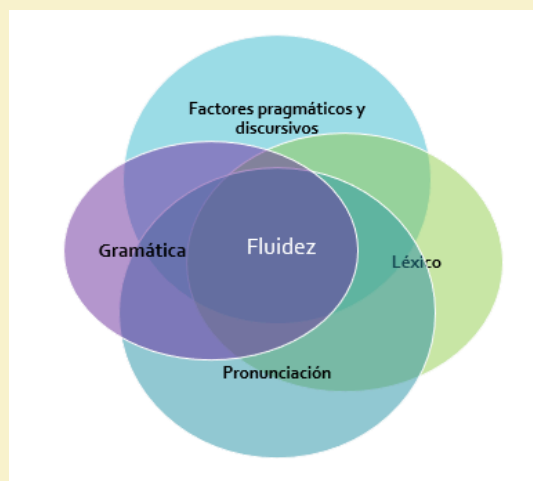 Factores pragmáticos y
discursivos
Gramática
Fluidez
Léxico
Pronunciación